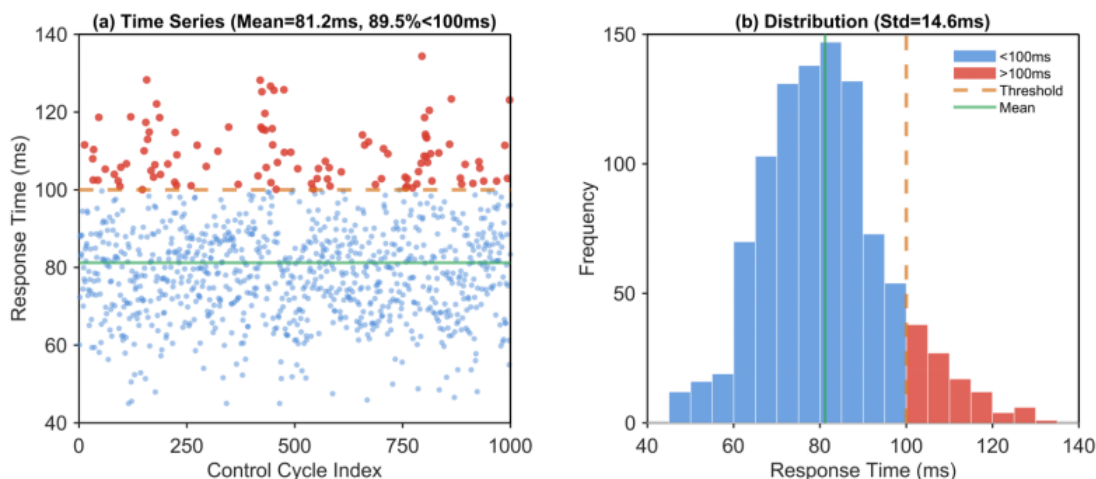 (a) Time Series (Mean=81.2ms, 89.5%<100ms)
140
120
100
80
60
40
Response Time (ms)
0
250
500
750
1000
Control Cycle Index
(b) Distribution (Std=14.6ms)
150
100
50
0
Frequency
<100ms
>100ms
Threshold
Mean
40
60
80
100
120
140
Response Time (ms)